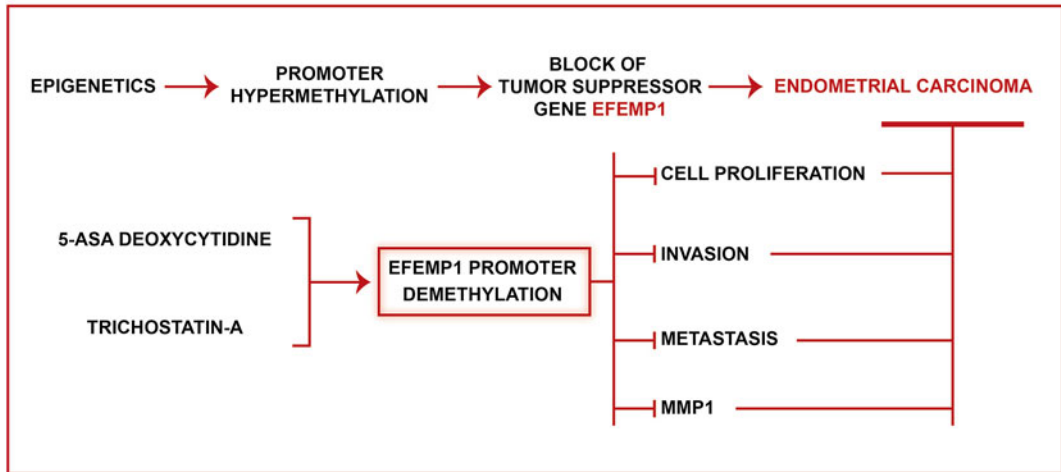 EPIGENETICS
PROMOTER
HYPERMETHYLATION
BLOCK OF
TUMOR SUPPRESSOR
GENE EFEMP1
ENDOMETRIAL CARCINOMA
CELL PROLIFERATION
5-ASA DEOXYCYTIDINE
INVASION
EFEMP1 PROMOTER
DEMETHYLATION
TRICHOSTATIN-A
METASTASIS
MMP1